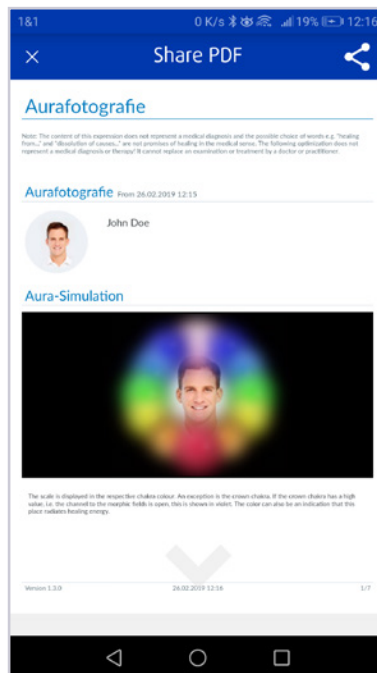 1&1 0 K/s 19% 12:16
Share PDF
Aurafotografie
Note: The content of this expression does not represent a medical diagnosis and the possible choice of words e.g. "healing
from..." and "dissolution of causes..." are not promises of healing in the medical sense. The following optimization does not
represent a medical diagnosis or therapy! It cannot replace an examination or treatment by a doctor or practitioner.
Aurafotografie From 26.02.2019 12:15
John Doe
Aura-Simulation
The scale is displayed in the respective chakra colour. An exception is the crown chakra. If the crown chakra has a high
value, i.e. the channel to the morphic fields is open, this is shown in violet. The color can also be an indication that this
place radiates healing energy.
Version 1.3.0 26.02.2019 12:16 1/7